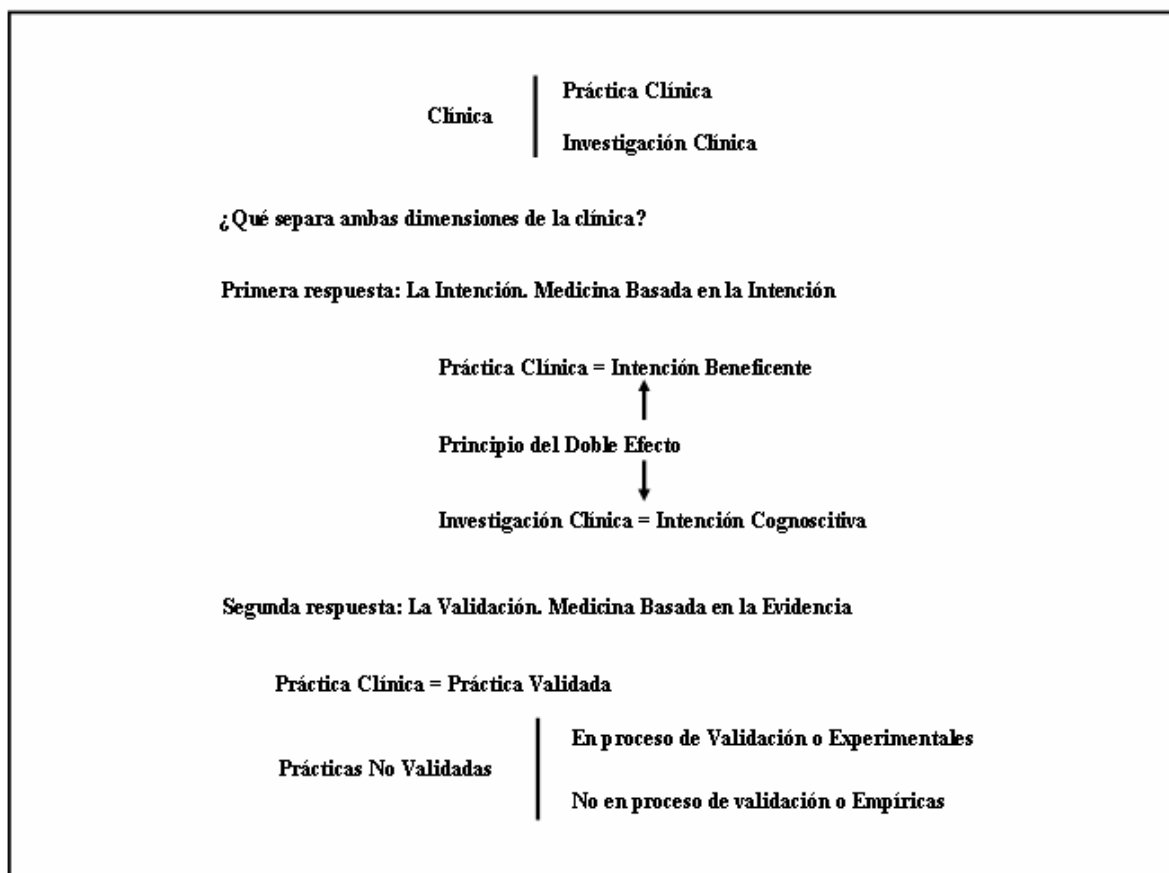 Práctica Clínica
Clínica
Investigación Clínica
¿Qué separa ambas dimensiones de la clínica?
Primera respuesta: La Intención. Medicina Basada en la Intención
Práctica Clínica = Intención Beneficente
Principio del Doble Efecto
Investigación Clínica = Intención Cognoscitiva
Segunda respuesta: La Validación. Medicina Basada en la Evidencia
Práctica Clínica = Práctica Validada
En proceso de Validación o Experimentales
Prácticas No Validadas
No en proceso de validación o Empíricas